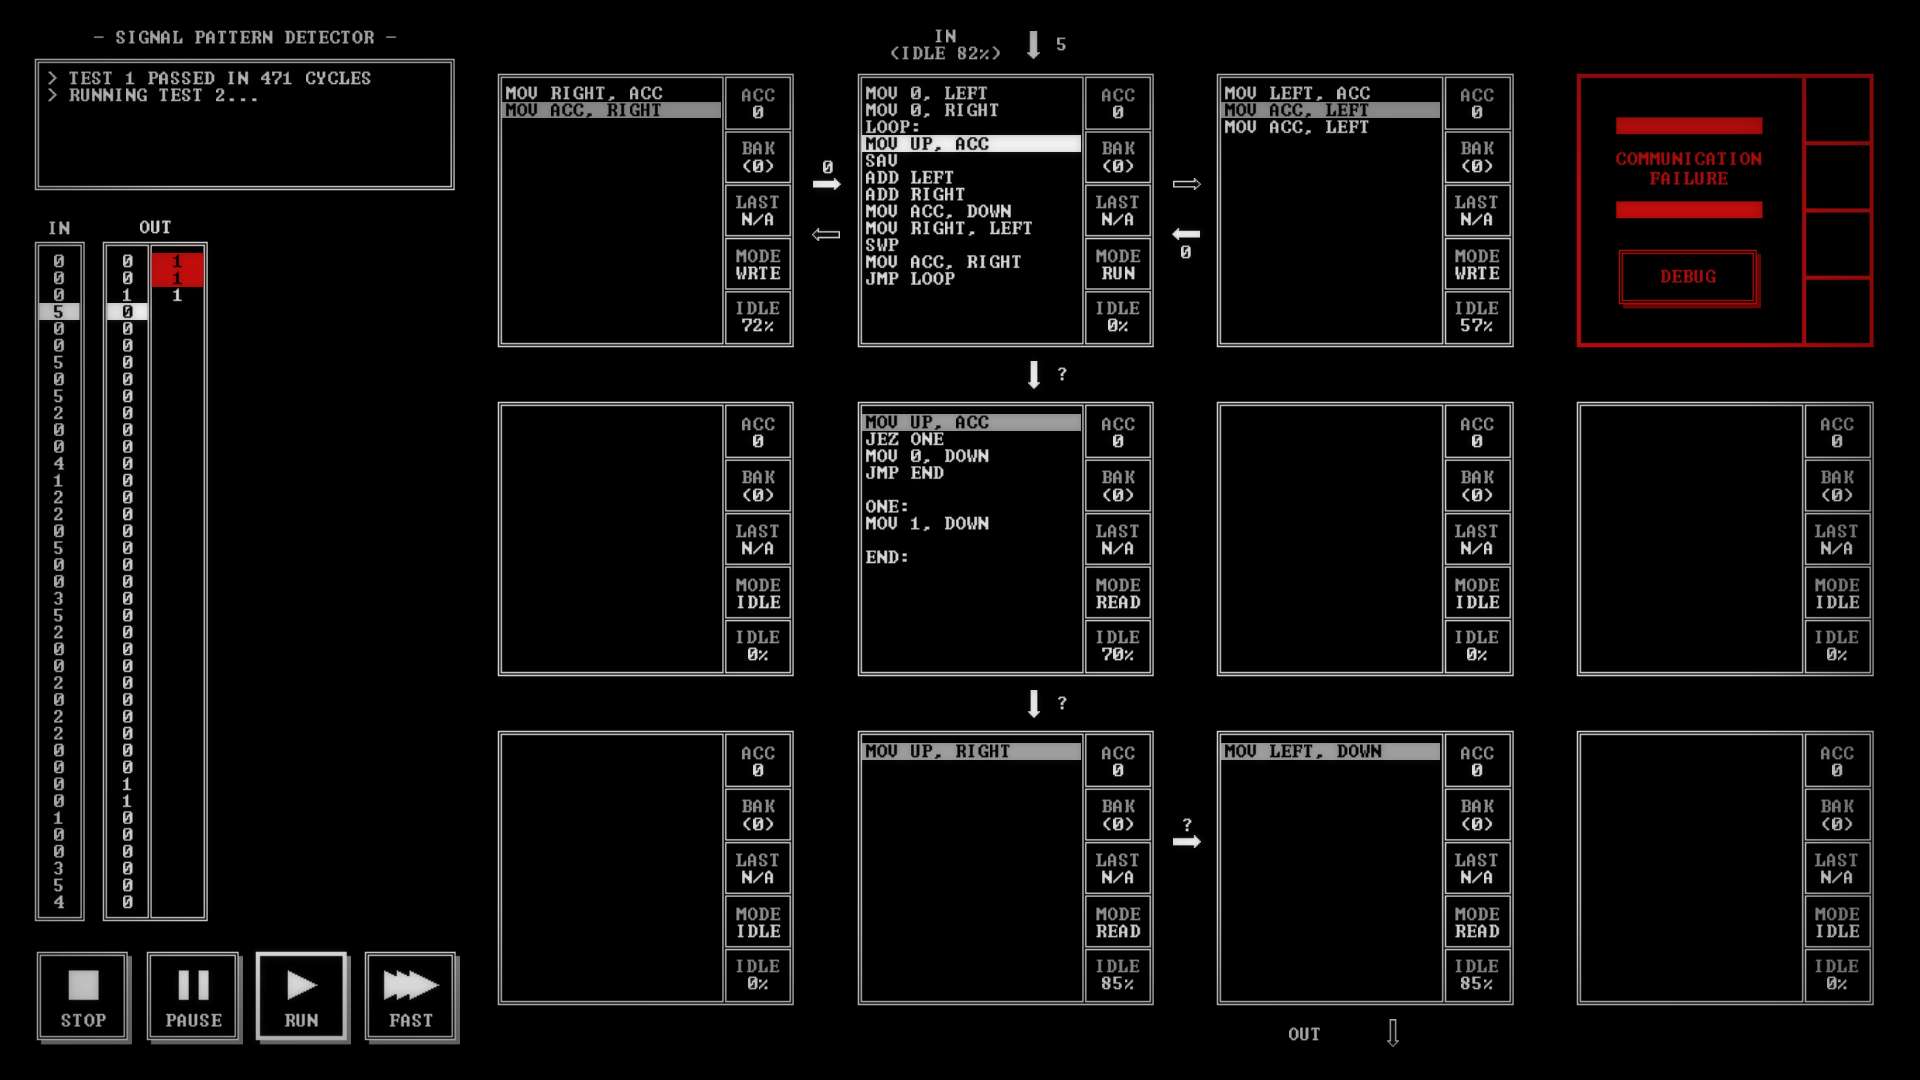 - SIGNAL PATTERN DETECTOR -
> TEST 1 PASSED IN 471 CYCLES
> RUNNING TEST 2...
IN OUT
0 0 1
0 0 1
0 1 1
5 0
0 0
0 0
5 0
0 0
5 0
2 0
0 0
0 0
4 0
1 0
2 0
2 0
0 0
5 0
0 0
0 0
3 0
5 0
2 0
0 0
0 0
2 0
0 0
2 0
2 0
0 0
0 0
0 1
0 1
1 0
0 0
0 0
3 0
5 0
4 0
STOP
PAUSE
RUN
FAST
IN
(IDLE 82%)
5
MOV RIGHT, ACC
MOV ACC, RIGHT
ACC
0
BAK
(0)
LAST
N/A
MODE
WRTE
IDLE
72%
0
MOV 0, LEFT
MOV 0, RIGHT
LOOP:
MOV UP, ACC
SAV
ADD LEFT
ADD RIGHT
MOV ACC, DOWN
MOV RIGHT, LEFT
SWP
MOV ACC, RIGHT
JMP LOOP
ACC
0
BAK
(0)
LAST
N/A
MODE
RUN
IDLE
0%
0
MOV LEFT, ACC
MOV ACC, LEFT
MOV ACC, LEFT
ACC
0
BAK
(0)
LAST
N/A
MODE
WRTE
IDLE
57%
COMMUNICATION
FAILURE
DEBUG
?
ACC
0
BAK
(0)
LAST
N/A
MODE
IDLE
IDLE
0%
MOV UP, ACC
JEZ ONE
MOV 0, DOWN
JMP END
ONE:
MOV 1, DOWN
END:
ACC
0
BAK
(0)
LAST
N/A
MODE
READ
IDLE
70%
ACC
0
BAK
(0)
LAST
N/A
MODE
IDLE
IDLE
0%
ACC
0
BAK
(0)
LAST
N/A
MODE
IDLE
IDLE
0%
?
ACC
0
BAK
(0)
LAST
N/A
MODE
IDLE
IDLE
0%
MOV UP, RIGHT
ACC
0
BAK
(0)
LAST
N/A
MODE
READ
IDLE
85%
?
MOV LEFT, DOWN
ACC
0
BAK
(0)
LAST
N/A
MODE
READ
IDLE
85%
ACC
0
BAK
(0)
LAST
N/A
MODE
IDLE
IDLE
0%
OUT